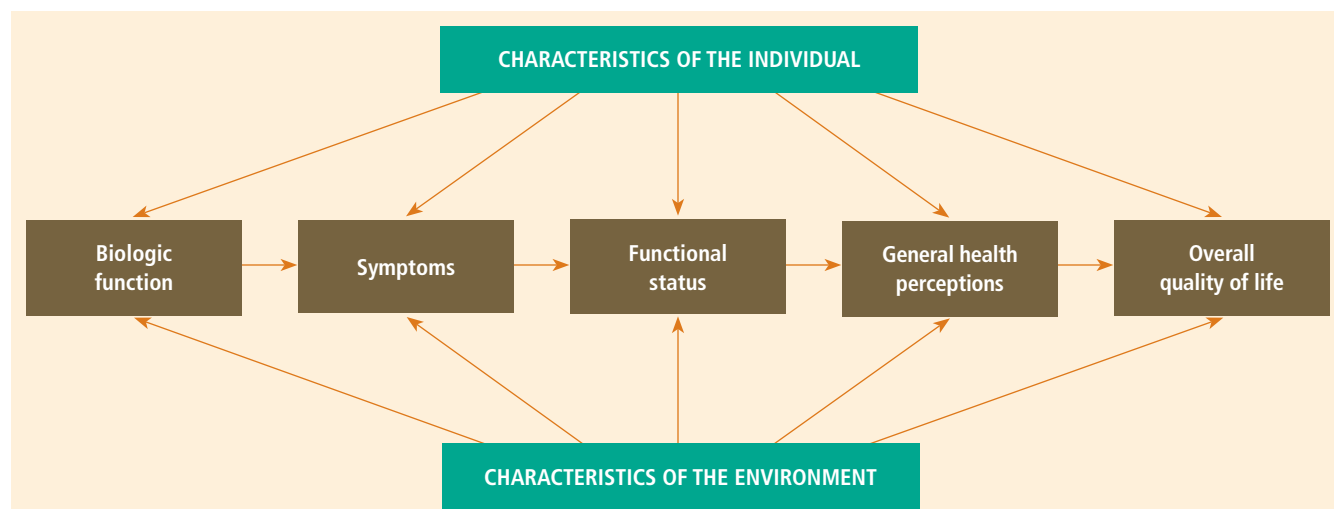 CHARACTERISTICS OF THE INDIVIDUAL
Biologic
function
Symptoms
Functional
status
General health
perceptions
Overall
quality of life
CHARACTERISTICS OF THE ENVIRONMENT